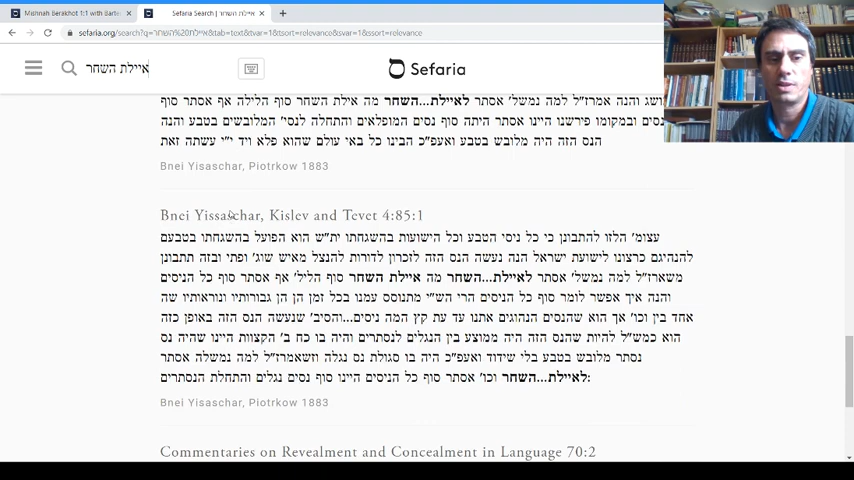 Mishnah Berakhot 1:1 with Bart
Sefaria Search | איילת השחר
sefaria.org/search?q=איילת%20השחר&tab=text&tvar=1&tsort=relevance&svar=1&ssort=relevance
איילת השחר
Sefaria
מושג והנה אמרז"ל למה נמשל' אסתר לאיילת...השחר מה אילת השחר סוף הלילה אף אסתר סוף
נסים ובמקומו פירשנו היינו אסתר היתה סוף נסים המופלאים והתחלה לנסי' המלובשים בטבע והנה
הנס הזה היה מלובש בטבע ואעפ"כ הבינו כל באי עולם שהוא פלא ויד י"י עשתה זאת
Bnei Yisaschar, Piotrkow 1883
Bnei Yissaschar, Kislev and Tevet 4:85:1
עצומ' הלזו להתבונן כי כל ניסי הטבע וכל הישועות בהשגחתו ית"ש הוא הפועל בהשגחתו בטבעם
להנהיגם כרצונו לישועת ישראל הנה נעשה הנס הזה לזכרון לדורות להנצל מאיש שוג' ופתי ובזה תתבונן
משארז"ל למה נמשל' אסתר לאיילת...השחר מה איילת השחר סוף הליל' אף אסתר סוף כל הניסים
והנה איך אפשר לומר סוף כל הניסים הרי הש"י מתנוסס עמנו בכל זמן הן הן גבורותיו ונוראותיו שה
אחד בין וכו' אך הוא שהנסים הנהוגים אתנו עד עת קץ המה ניסים...והסיב' שנעשה הנס הזה באופן כזה
הוא כמש"ל להיות שהנס הזה היה ממוצע בין הנגלים לנסתרים והיה בו כח ב' הקצוות היינו שהיה נס
נסתר מלובש בטבע בלי שידוד ואעפ"כ היה בו סגולת נס נגלה וזשאמרז"ל למה נמשלה אסתר
לאיילת...השחר וכו' אסתר סוף כל הניסים היינו סוף נסים נגלים והתחלת הנסתרים:
Bnei Yisaschar, Piotrkow 1883
Commentaries on Revealment and Concealment in Language 70:2